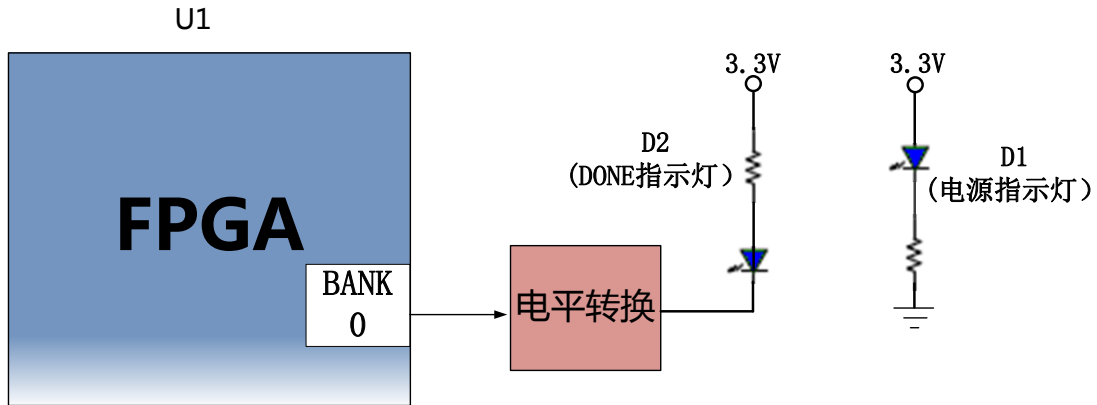 U1
FPGA
BANK
0
电平转换
3.3V
D2
(DONE指示灯）
3.3V
D1
(电源指示灯）